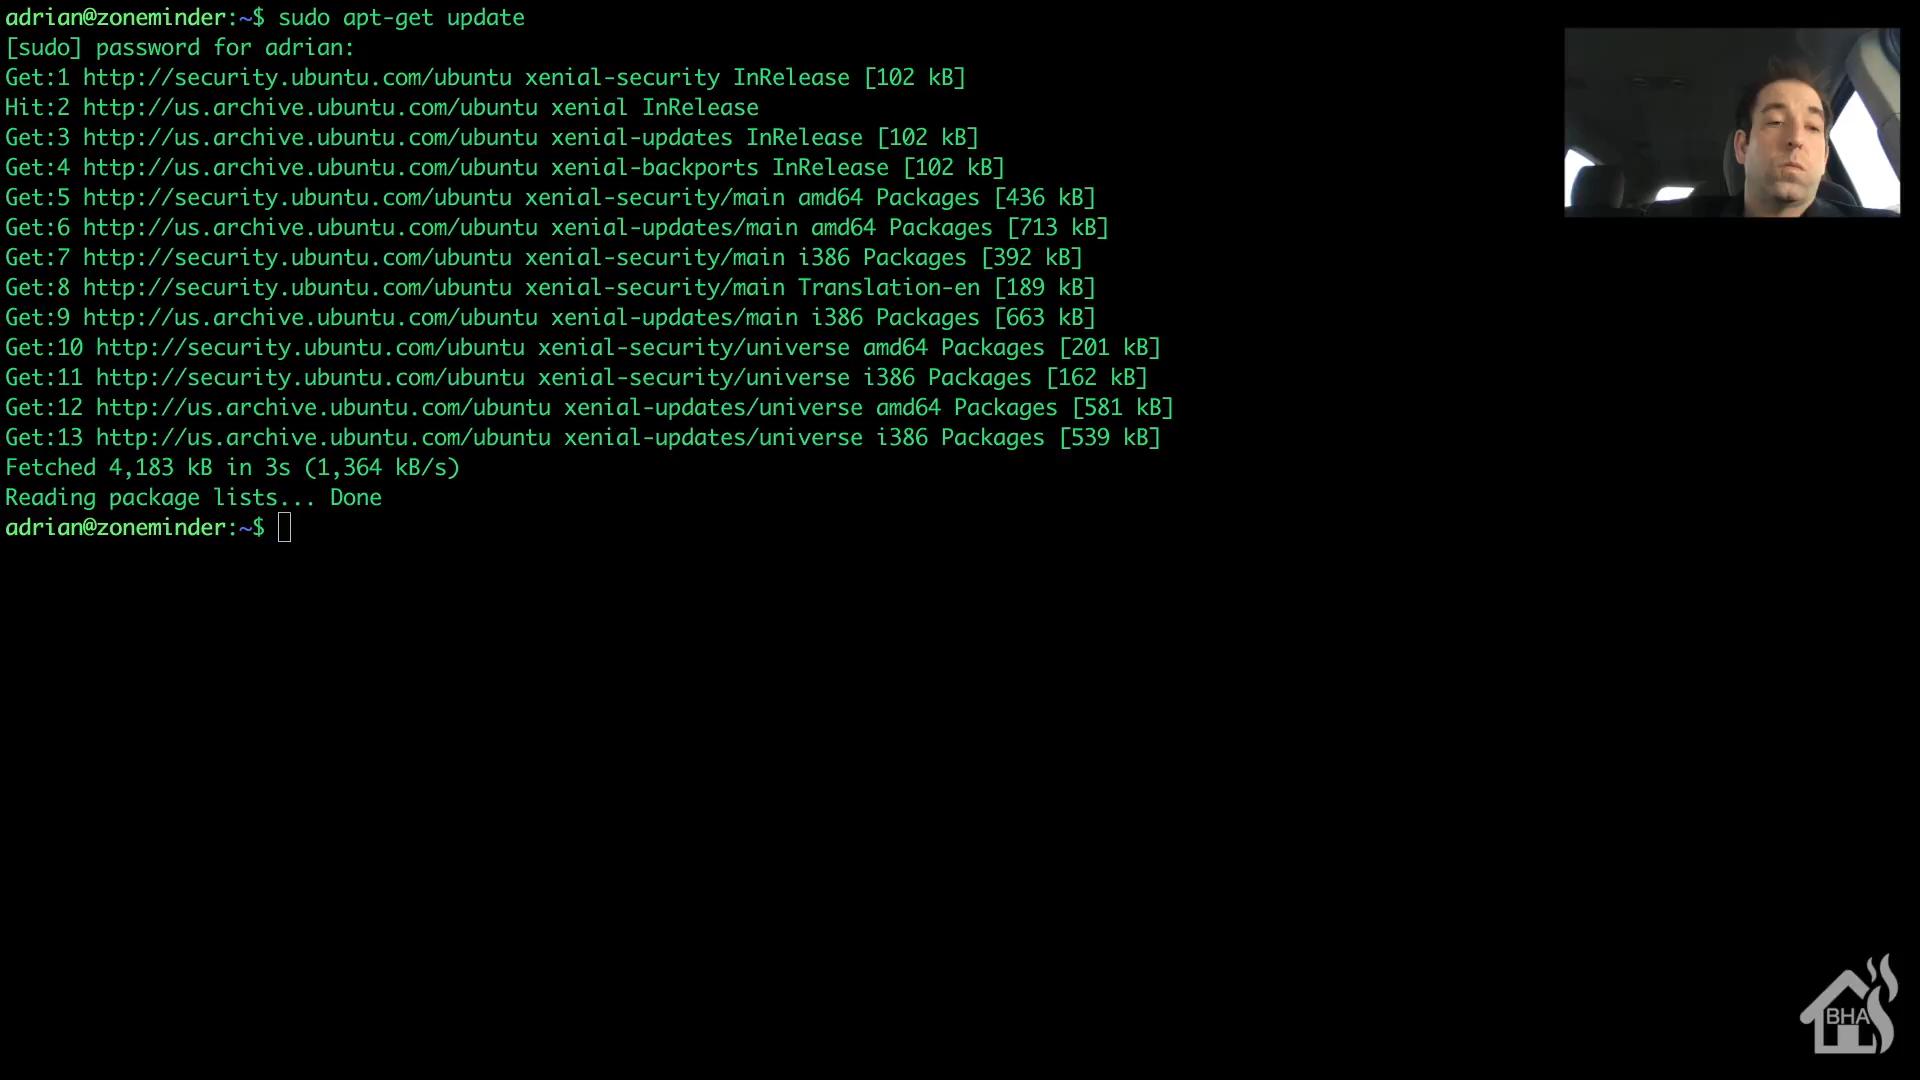 adrian@zoneminder:~$ sudo apt-get update
[sudo] password for adrian:
Get:1 http://security.ubuntu.com/ubuntu xenial-security InRelease [102 kB]
Hit:2 http://us.archive.ubuntu.com/ubuntu xenial InRelease
Get:3 http://us.archive.ubuntu.com/ubuntu xenial-updates InRelease [102 kB]
Get:4 http://us.archive.ubuntu.com/ubuntu xenial-backports InRelease [102 kB]
Get:5 http://security.ubuntu.com/ubuntu xenial-security/main amd64 Packages [436 kB]
Get:6 http://us.archive.ubuntu.com/ubuntu xenial-updates/main amd64 Packages [713 kB]
Get:7 http://security.ubuntu.com/ubuntu xenial-security/main i386 Packages [392 kB]
Get:8 http://security.ubuntu.com/ubuntu xenial-security/main Translation-en [189 kB]
Get:9 http://us.archive.ubuntu.com/ubuntu xenial-updates/main i386 Packages [663 kB]
Get:10 http://security.ubuntu.com/ubuntu xenial-security/universe amd64 Packages [201 kB]
Get:11 http://security.ubuntu.com/ubuntu xenial-security/universe i386 Packages [162 kB]
Get:12 http://us.archive.ubuntu.com/ubuntu xenial-updates/universe amd64 Packages [581 kB]
Get:13 http://us.archive.ubuntu.com/ubuntu xenial-updates/universe i386 Packages [539 kB]
Fetched 4,183 kB in 3s (1,364 kB/s)
Reading package lists... Done
adrian@zoneminder:~$
BHA